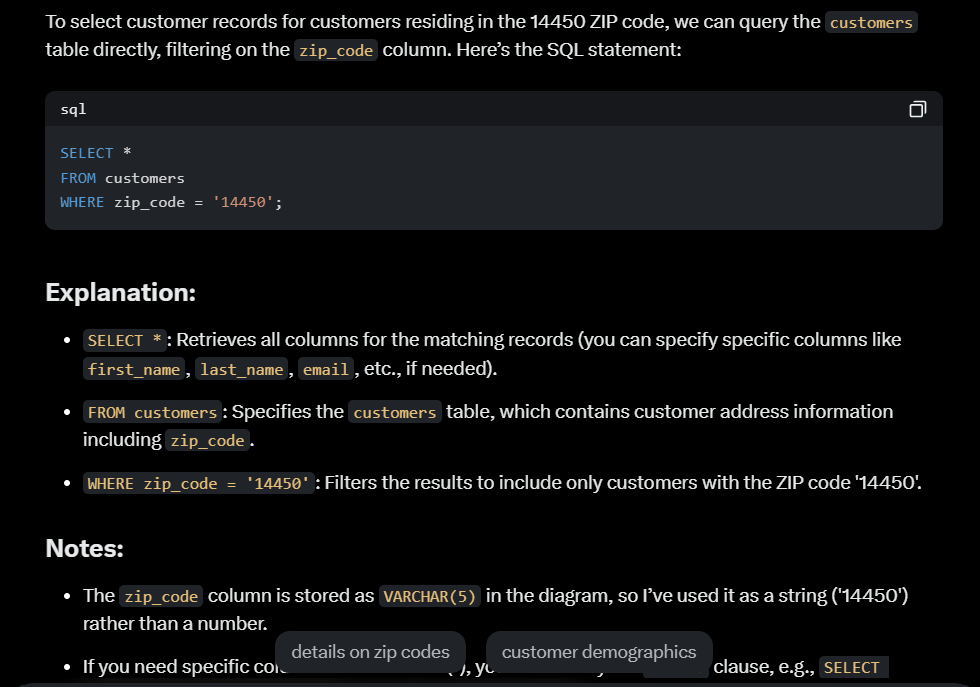 To select customer records for customers residing in the 14450 ZIP code, we can query the customers
table directly, filtering on the zip_code column. Here’s the SQL statement:
sql
SELECT *
FROM customers
WHERE zip_code = '14450';
Explanation:
• SELECT *: Retrieves all columns for the matching records (you can specify specific columns like
first_name, last_name, email, etc., if needed).
• FROM customers: Specifies the customers table, which contains customer address information
including zip_code.
• WHERE zip_code = '14450': Filters the results to include only customers with the ZIP code '14450'.
Notes:
• The zip_code column is stored as VARCHAR(5) in the diagram, so I’ve used it as a string ('14450')
rather than a number.
details on zip codes customer demographics
• If you need specific clause, e.g., SELECT